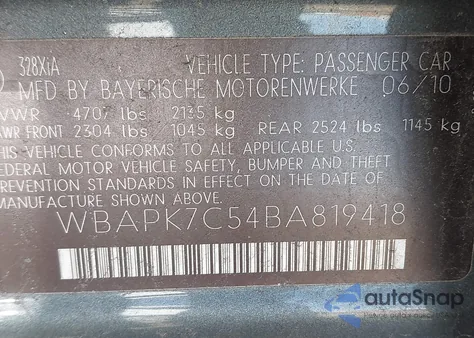 328XiA VEHICLE TYPE: PASSENGER CAR
MFD BY BAYERISCHE MOTORENWERKE 06/10
VWR 4707 lbs 2135 kg
WR FRONT 2304 lbs 1045 kg REAR 2524 lbs 1145 kg
THIS VEHICLE CONFORMS TO ALL APPLICABLE
FEDERAL MOTOR VEHICLE SAFETY, BUMPER AND THEFT
PREVENTION STANDARDS IN EFFECT ON THE DATE OF
MANUFACTURE SHOWN ABOVE.
WBAPK7C54BA819418
autoSnap